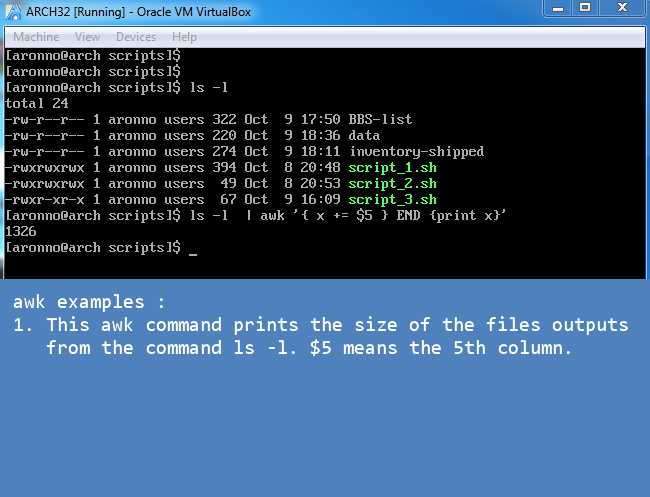 ARCH32 [Running] - Oracle VM VirtualBox
Machine View Devices Help
[aronno@arch scripts]$
[aronno@arch scripts]$
[aronno@arch scripts]$ ls -l
total 24
-rw-r--r-- 1 aronno users 322 Oct  9 17:50 BBS-list
-rw-r--r-- 1 aronno users 220 Oct  9 18:36 data
-rw-r--r-- 1 aronno users 274 Oct  9 18:11 inventory-shipped
-rwxrwxrwx 1 aronno users 394 Oct  8 20:48 script_1.sh
-rwxrwxrwx 1 aronno users  49 Oct  8 20:53 script_2.sh
-rwxr-xr-x 1 aronno users  67 Oct  9 16:09 script_3.sh
[aronno@arch scripts]$ ls -l  | awk '{ x += $5 } END {print x}'
1326
[aronno@arch scripts]$ _
awk examples :
1. This awk command prints the size of the files outputs
from the command ls -l. $5 means the 5th column.